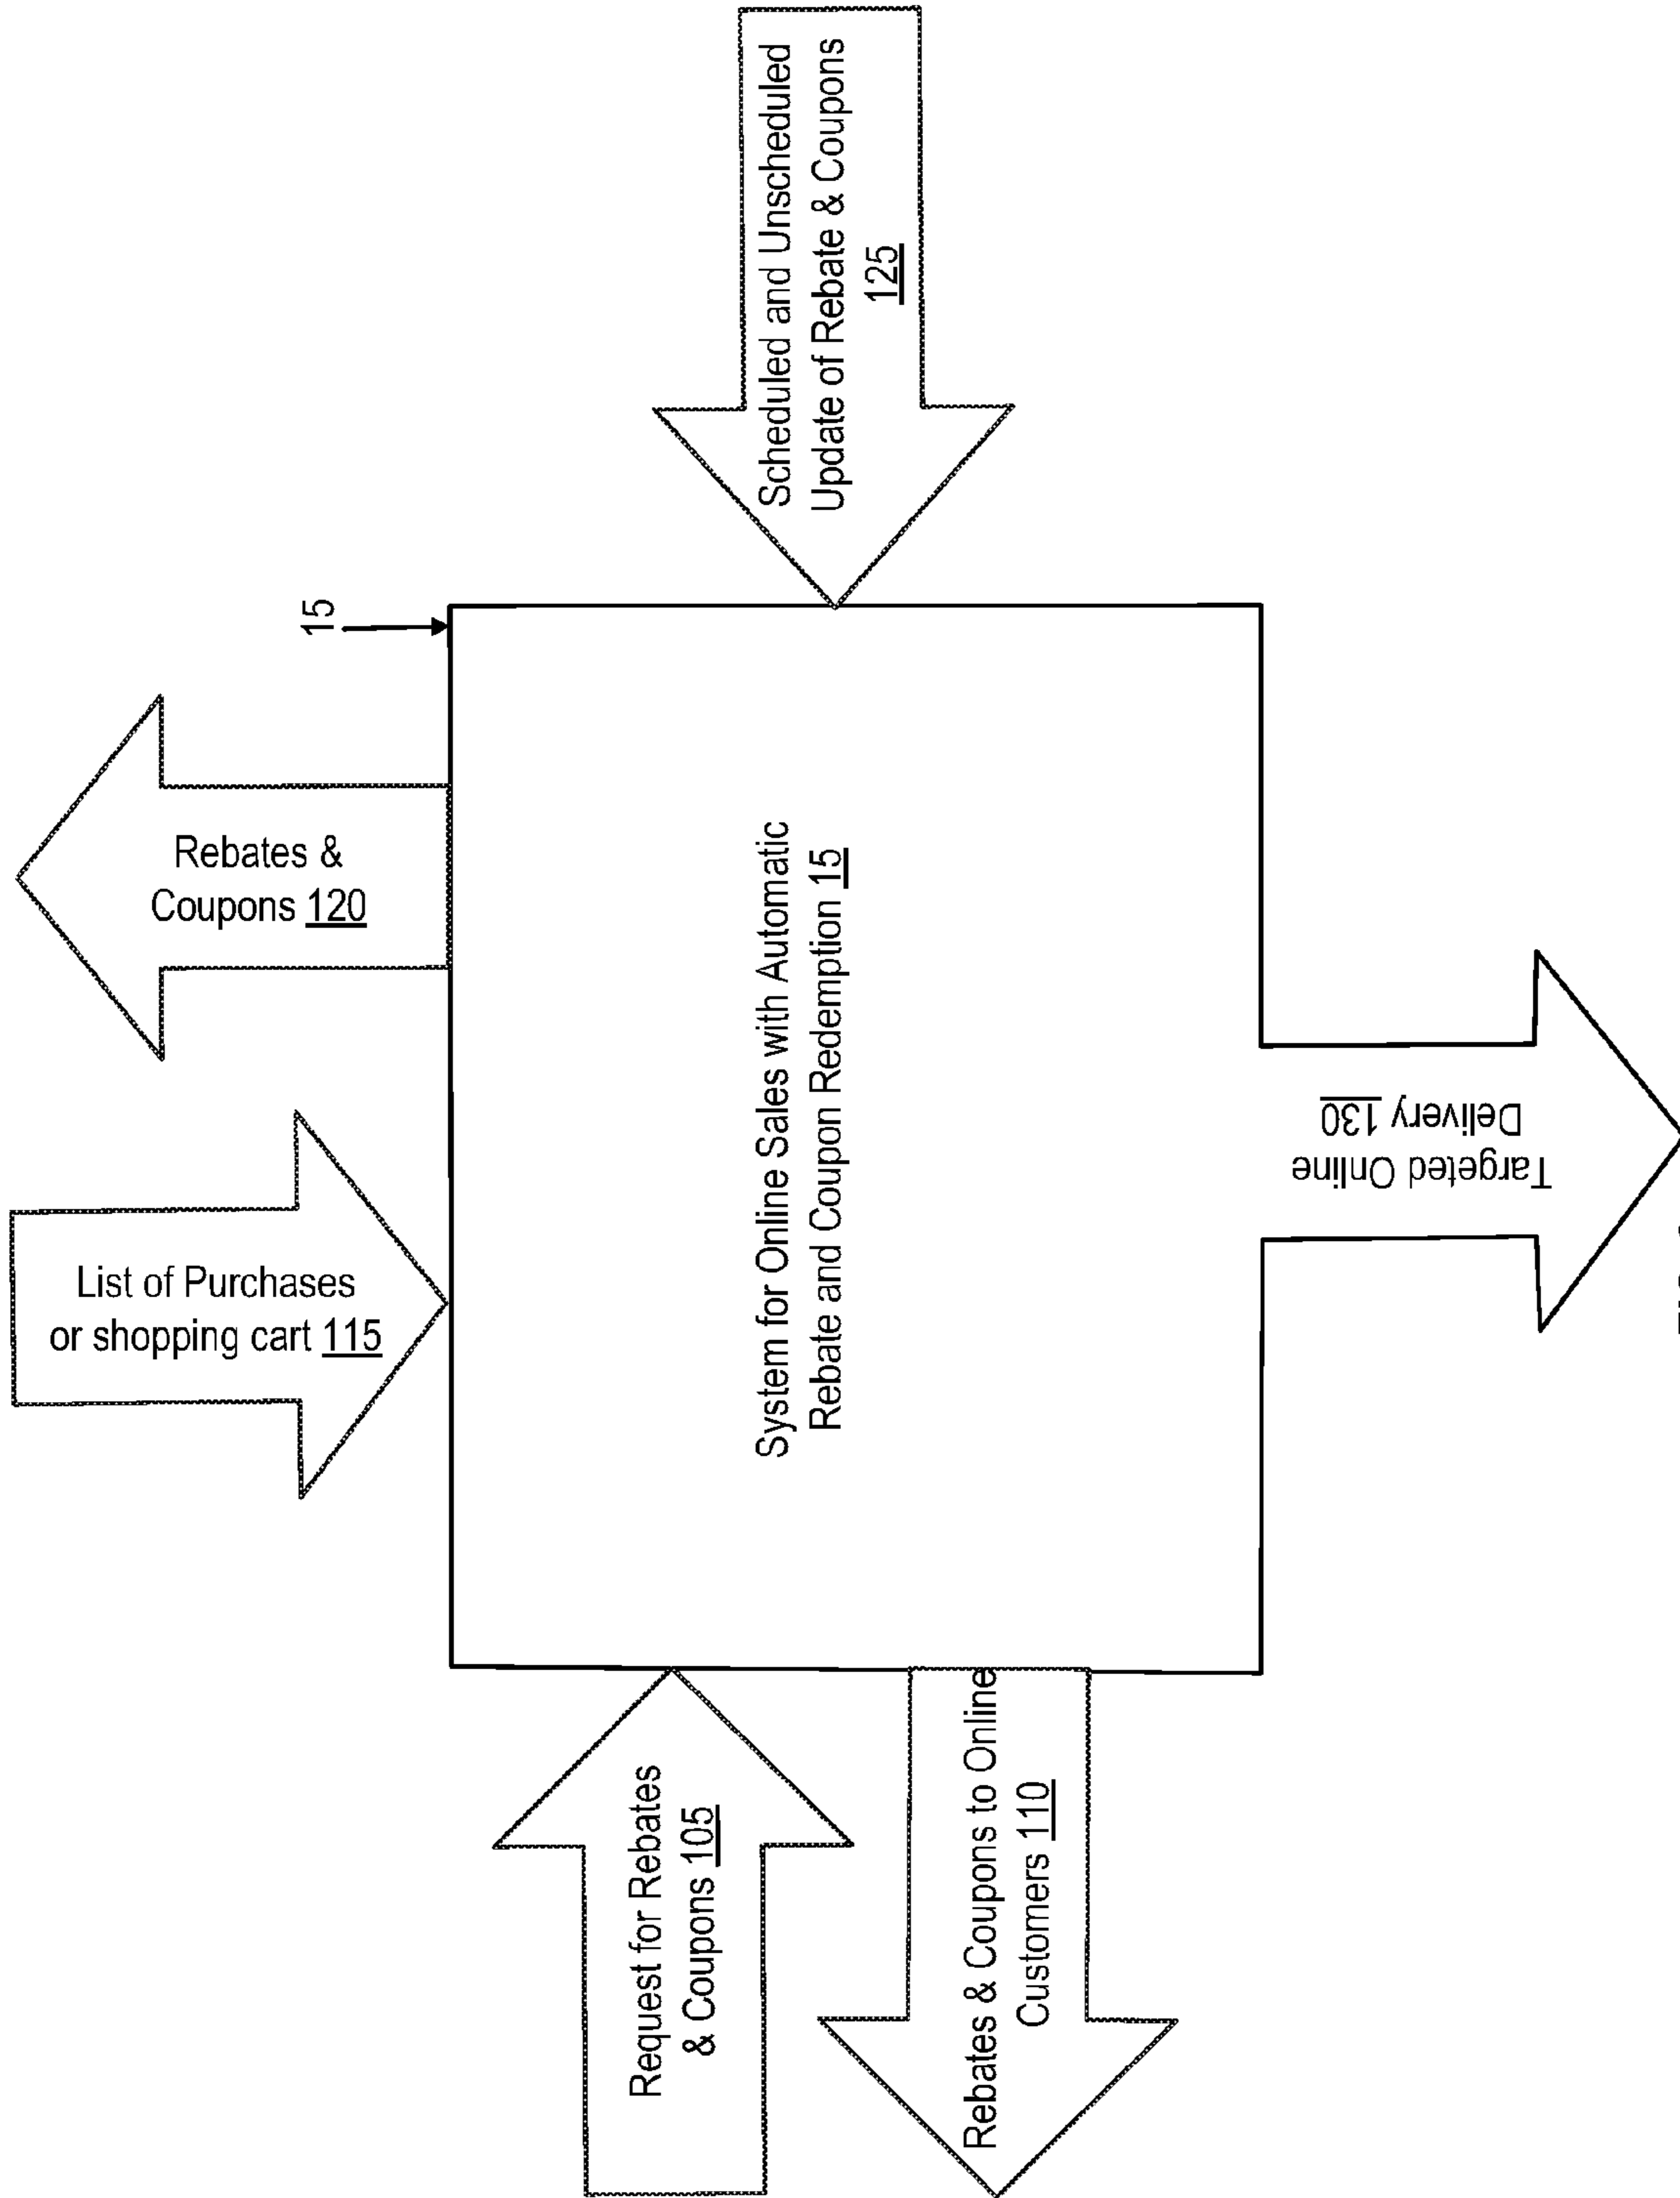 15
Rebates &
Coupons 120
List of Purchases
or shopping cart 115
Scheduled and Unscheduled
Update of Rebate & Coupons
125
System for Online Sales with Automatic
Rebate and Coupon Redemption 15
Request for Rebates
& Coupons 105
Rebates & Coupons to Online
Customers 110
Targeted Online
Delivery 130